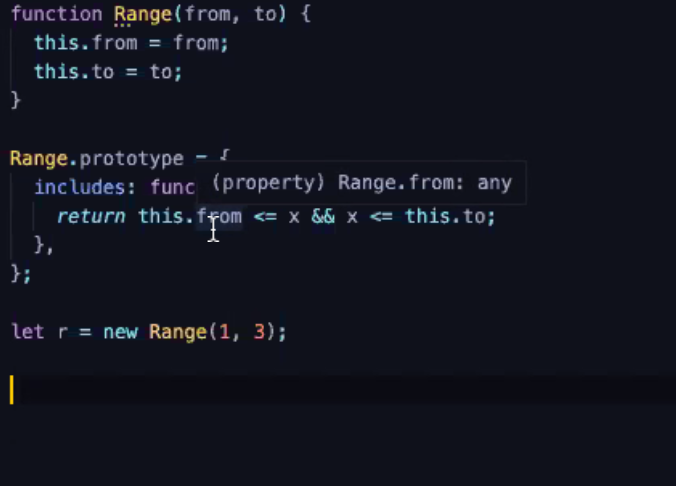 function Range(from, to) {
  this.from = from;
  this.to = to;
}
Range.prototype = {
  includes: func
(property) Range.from: any
    return this.from <= x && x <= this.to;
  },
};
let r = new Range(1, 3);